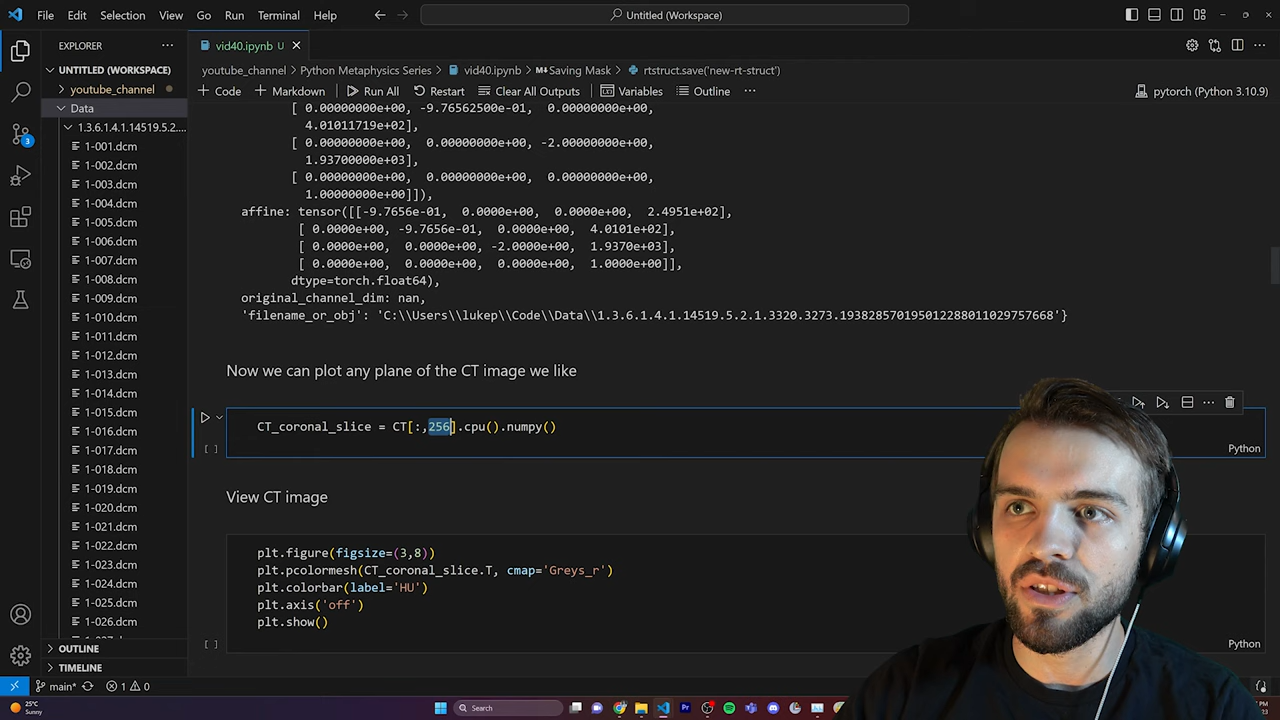 File Edit Selection View Go Run Terminal Help
Untitled (Workspace)
EXPLORER
vid40.ipynb U
UNTITLED (WORKSPACE)
youtube_channel > Python Metaphysics Series > vid40.ipynb > Saving Mask > rtstruct.save('new-rt-struct')
youtube_channel
+ Code + Markdown Run All Restart Clear All Outputs Variables Outline ...
pytorch (Python 3.10.9)
Data
1.3.6.1.4.1.14519.5.2....
1-001.dcm
1-002.dcm
1-003.dcm
1-004.dcm
1-005.dcm
1-006.dcm
1-007.dcm
1-008.dcm
1-009.dcm
1-010.dcm
1-011.dcm
1-012.dcm
1-013.dcm
1-014.dcm
1-015.dcm
1-016.dcm
1-017.dcm
1-018.dcm
1-019.dcm
1-020.dcm
1-021.dcm
1-022.dcm
1-023.dcm
1-024.dcm
1-025.dcm
1-026.dcm
OUTLINE
TIMELINE
[ 0.00000000e+00, -9.76562500e-01, 0.00000000e+00,
4.01011719e+02],
[ 0.00000000e+00, 0.00000000e+00, -2.00000000e+00,
1.93700000e+03],
[ 0.00000000e+00, 0.00000000e+00, 0.00000000e+00,
1.00000000e+00]]),
affine: tensor([[-9.7656e-01, 0.0000e+00, 0.0000e+00, 2.4951e+02],
[ 0.0000e+00, -9.7656e-01, 0.0000e+00, 4.0101e+02],
[ 0.0000e+00, 0.0000e+00, -2.0000e+00, 1.9370e+03],
[ 0.0000e+00, 0.0000e+00, 0.0000e+00, 1.0000e+00]],
dtype=torch.float64),
original_channel_dim: nan,
'filename_or_obj': 'C:\\Users\\lukep\\Code\\Data\\1.3.6.1.4.1.14519.5.2.1.3320.3273.193828570195012288011029757668'}
Now we can plot any plane of the CT image we like
CT_coronal_slice = CT[:,256].cpu().numpy()
[ ]
Python
View CT image
plt.figure(figsize=(3,8))
plt.pcolormesh(CT_coronal_slice.T, cmap='Greys_r')
plt.colorbar(label='HU')
plt.axis('off')
plt.show()
[ ]
Python
main* 1 0
25°C
Sunny
Search